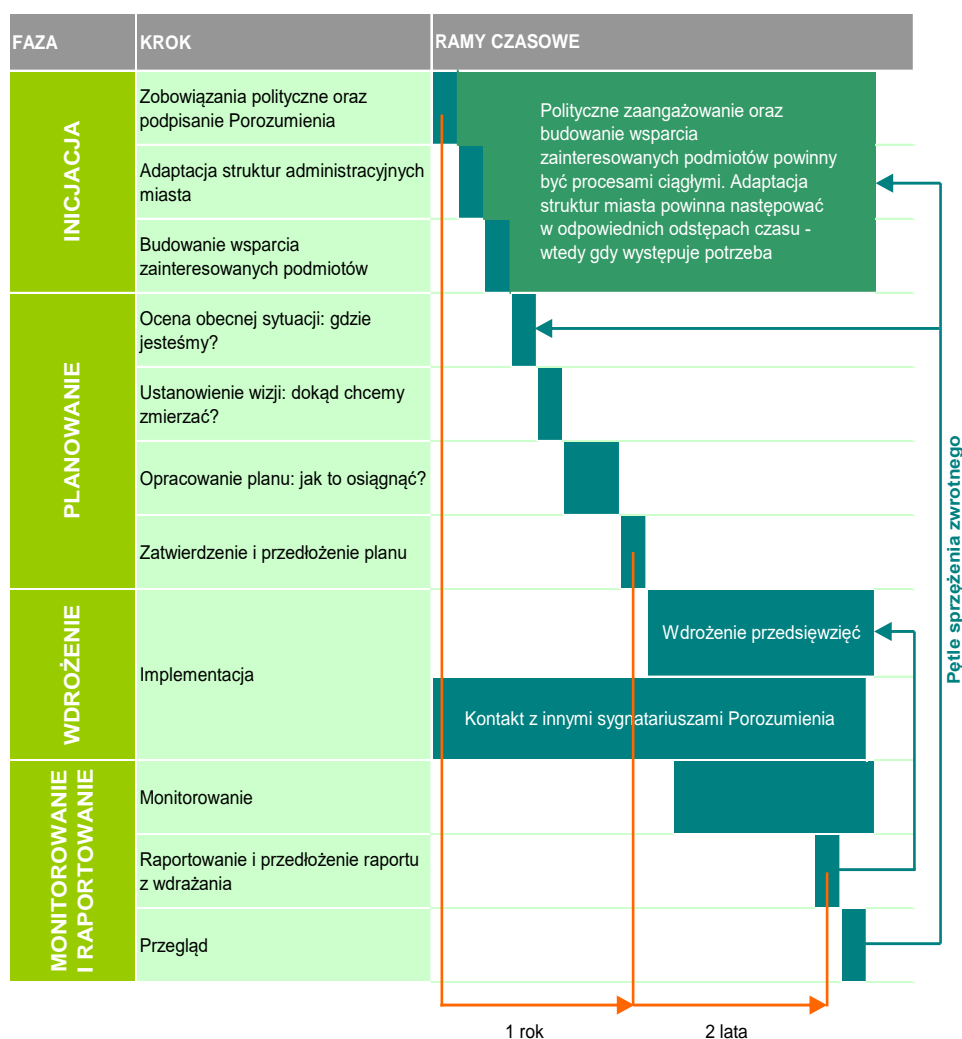 FAZA
KROK
RAMY CZASOWE
INICJACJA
Zobowiązania polityczne oraz
podpisanie Porozumienia
Adaptacja struktur administracyjnych
miasta
Budowanie wsparcia
zainteresowanych podmiotów
Polityczne zaangażowanie oraz
budowanie wsparcia
zainteresowanych podmiotów powinny
być procesami ciągłymi. Adaptacja
struktur miasta powinna następować
w odpowiednich odstępach czasu -
wtedy gdy występuje potrzeba
PLANOWANIE
Ocena obecnej sytuacji: gdzie
jesteśmy?
Ustanowienie wizji: dokąd chcemy
zmierzać?
Opracowanie planu: jak to osiągnąć?
Zatwierdzenie i przedłożenie planu
WDROŻENIE
Implementacja
Wdrożenie przedsięwzięć
Kontakt z innymi sygnatariuszami Porozumienia
MONITOROWANIE
I RAPORTOWANIE
Monitorowanie
Raportowanie i przedłożenie raportu
z wdrażania
Przegląd
Pętle sprzężenia zwrotnego
1 rok
2 lata